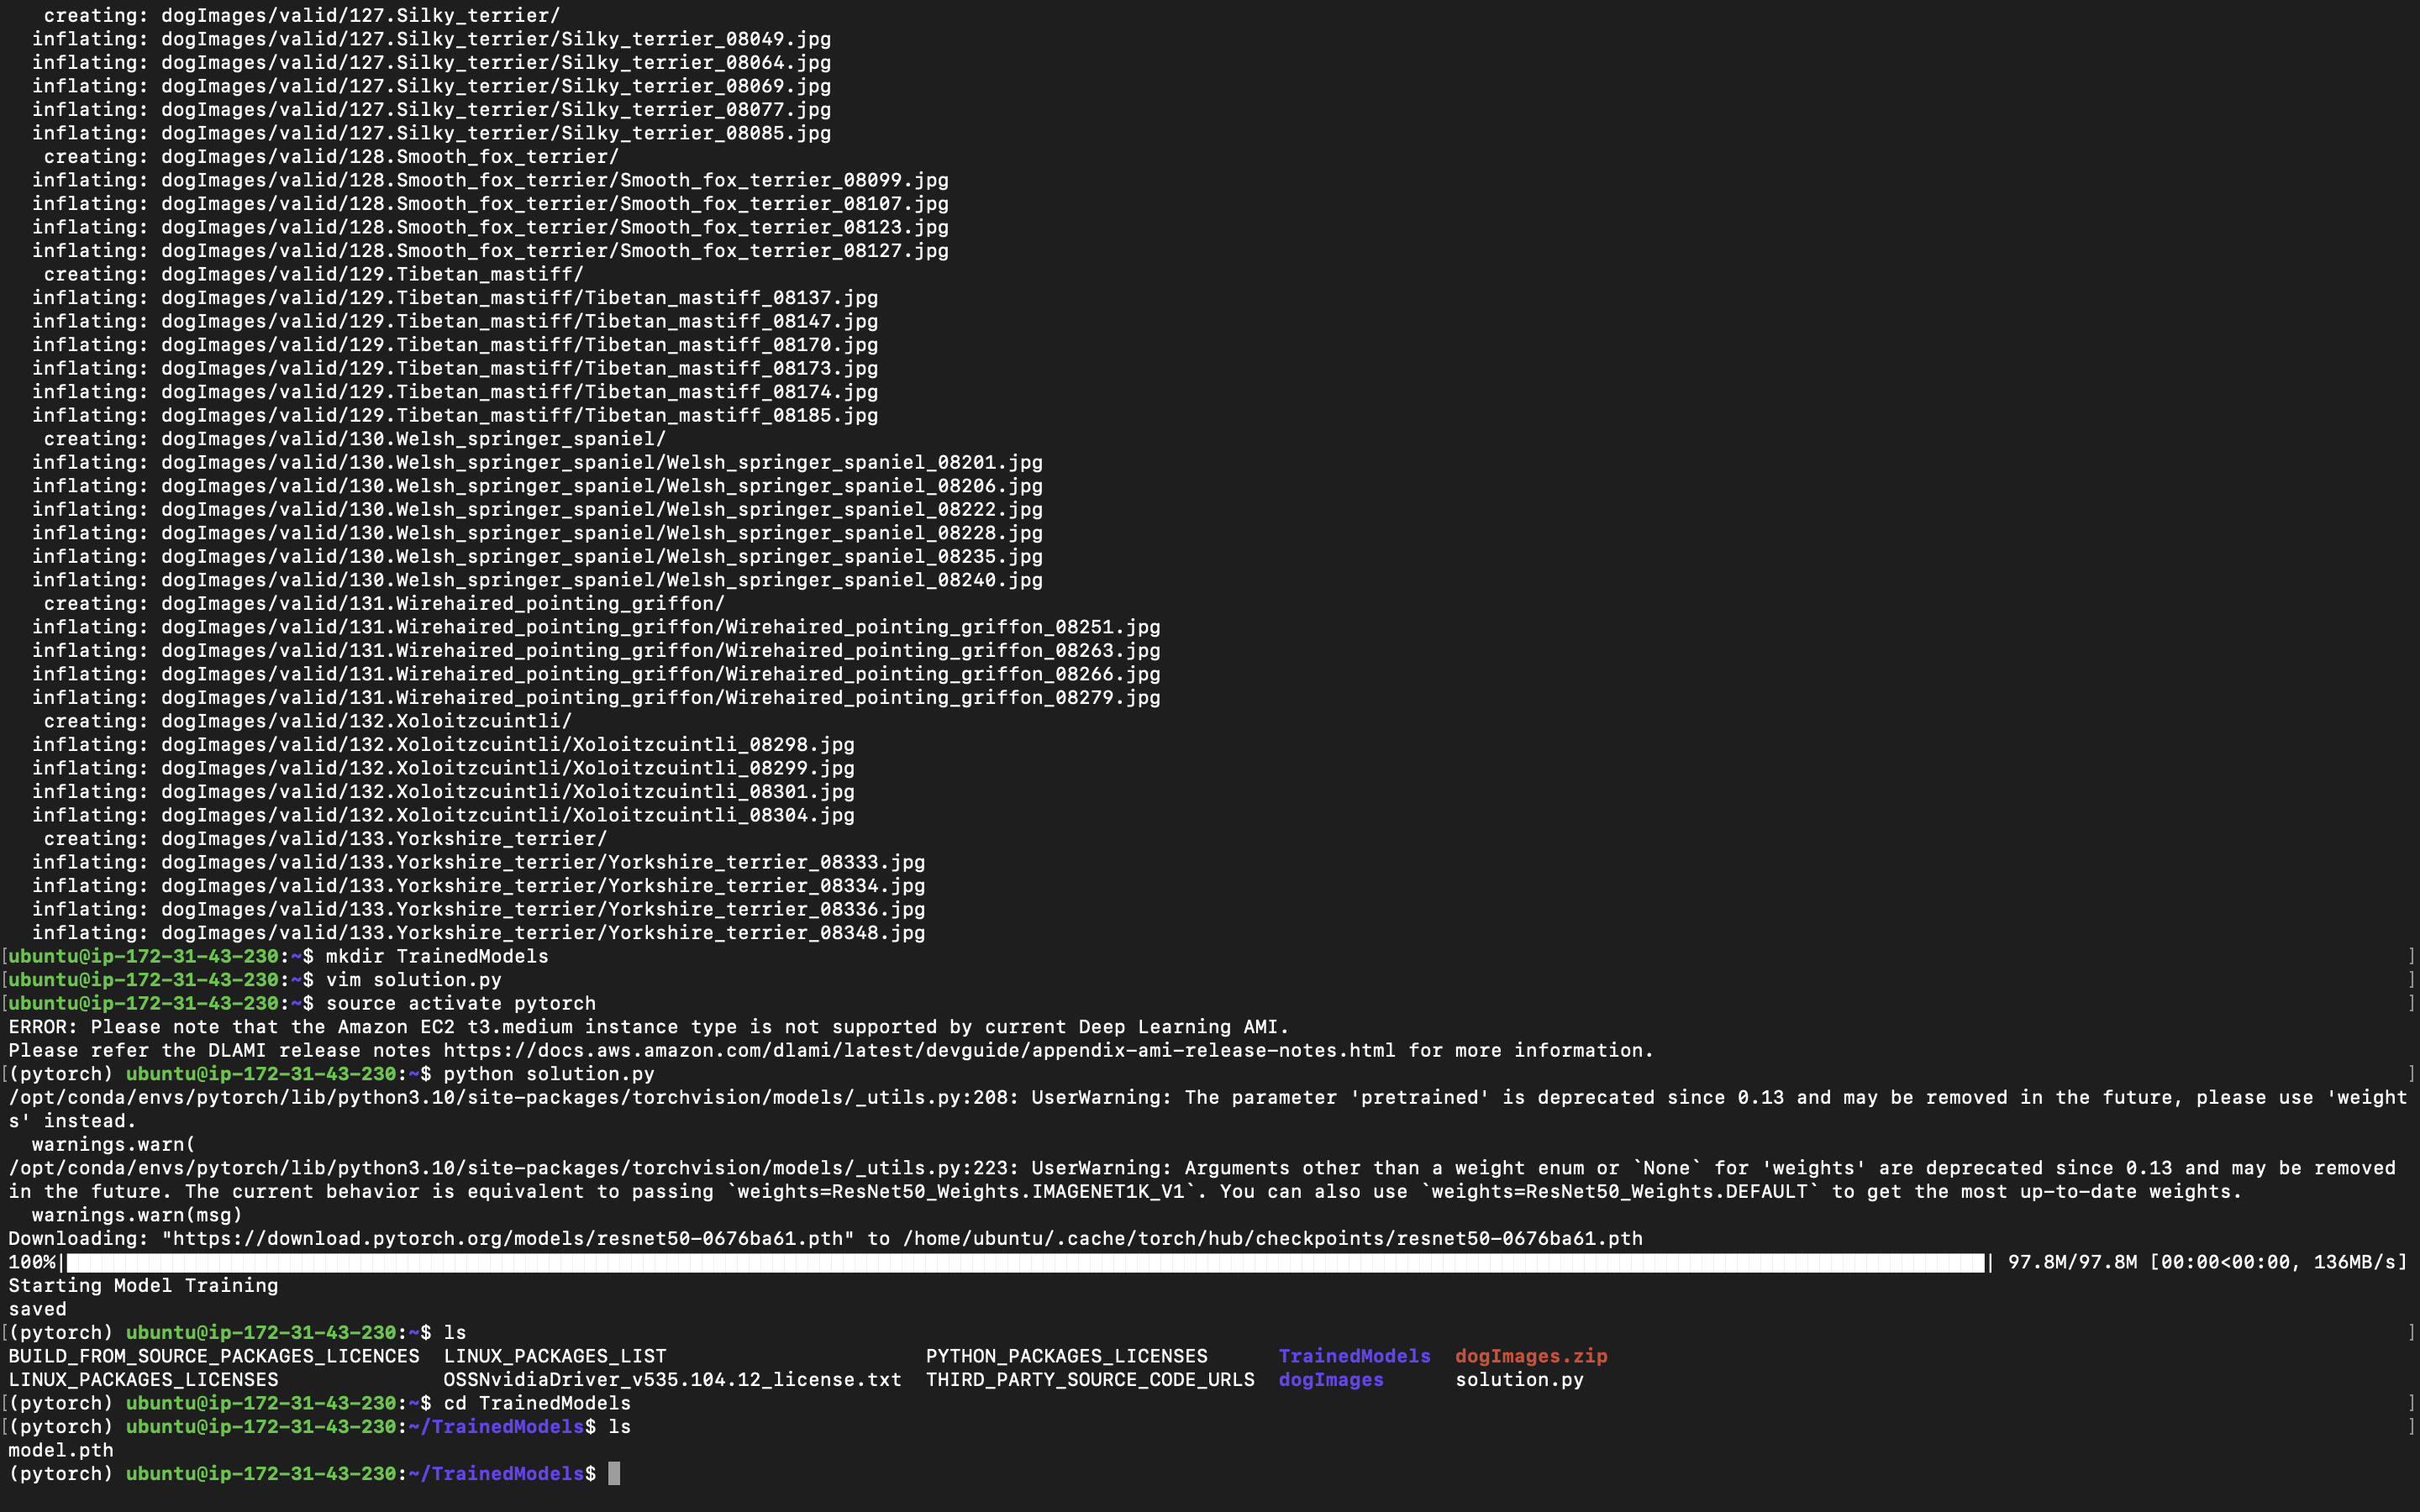 creating: dogImages/valid/127.Silky_terrier/
  inflating: dogImages/valid/127.Silky_terrier/Silky_terrier_08049.jpg
  inflating: dogImages/valid/127.Silky_terrier/Silky_terrier_08064.jpg
  inflating: dogImages/valid/127.Silky_terrier/Silky_terrier_08069.jpg
  inflating: dogImages/valid/127.Silky_terrier/Silky_terrier_08077.jpg
  inflating: dogImages/valid/127.Silky_terrier/Silky_terrier_08085.jpg
   creating: dogImages/valid/128.Smooth_fox_terrier/
  inflating: dogImages/valid/128.Smooth_fox_terrier/Smooth_fox_terrier_08099.jpg
  inflating: dogImages/valid/128.Smooth_fox_terrier/Smooth_fox_terrier_08107.jpg
  inflating: dogImages/valid/128.Smooth_fox_terrier/Smooth_fox_terrier_08123.jpg
  inflating: dogImages/valid/128.Smooth_fox_terrier/Smooth_fox_terrier_08127.jpg
   creating: dogImages/valid/129.Tibetan_mastiff/
  inflating: dogImages/valid/129.Tibetan_mastiff/Tibetan_mastiff_08137.jpg
  inflating: dogImages/valid/129.Tibetan_mastiff/Tibetan_mastiff_08147.jpg
  inflating: dogImages/valid/129.Tibetan_mastiff/Tibetan_mastiff_08170.jpg
  inflating: dogImages/valid/129.Tibetan_mastiff/Tibetan_mastiff_08173.jpg
  inflating: dogImages/valid/129.Tibetan_mastiff/Tibetan_mastiff_08174.jpg
  inflating: dogImages/valid/129.Tibetan_mastiff/Tibetan_mastiff_08185.jpg
   creating: dogImages/valid/130.Welsh_springer_spaniel/
  inflating: dogImages/valid/130.Welsh_springer_spaniel/Welsh_springer_spaniel_08201.jpg
  inflating: dogImages/valid/130.Welsh_springer_spaniel/Welsh_springer_spaniel_08206.jpg
  inflating: dogImages/valid/130.Welsh_springer_spaniel/Welsh_springer_spaniel_08222.jpg
  inflating: dogImages/valid/130.Welsh_springer_spaniel/Welsh_springer_spaniel_08228.jpg
  inflating: dogImages/valid/130.Welsh_springer_spaniel/Welsh_springer_spaniel_08235.jpg
  inflating: dogImages/valid/130.Welsh_springer_spaniel/Welsh_springer_spaniel_08240.jpg
   creating: dogImages/valid/131.Wirehaired_pointing_griffon/
  inflating: dogImages/valid/131.Wirehaired_pointing_griffon/Wirehaired_pointing_griffon_08251.jpg
  inflating: dogImages/valid/131.Wirehaired_pointing_griffon/Wirehaired_pointing_griffon_08263.jpg
  inflating: dogImages/valid/131.Wirehaired_pointing_griffon/Wirehaired_pointing_griffon_08266.jpg
  inflating: dogImages/valid/131.Wirehaired_pointing_griffon/Wirehaired_pointing_griffon_08279.jpg
   creating: dogImages/valid/132.Xoloitzcuintli/
  inflating: dogImages/valid/132.Xoloitzcuintli/Xoloitzcuintli_08298.jpg
  inflating: dogImages/valid/132.Xoloitzcuintli/Xoloitzcuintli_08299.jpg
  inflating: dogImages/valid/132.Xoloitzcuintli/Xoloitzcuintli_08301.jpg
  inflating: dogImages/valid/132.Xoloitzcuintli/Xoloitzcuintli_08304.jpg
   creating: dogImages/valid/133.Yorkshire_terrier/
  inflating: dogImages/valid/133.Yorkshire_terrier/Yorkshire_terrier_08333.jpg
  inflating: dogImages/valid/133.Yorkshire_terrier/Yorkshire_terrier_08334.jpg
  inflating: dogImages/valid/133.Yorkshire_terrier/Yorkshire_terrier_08336.jpg
  inflating: dogImages/valid/133.Yorkshire_terrier/Yorkshire_terrier_08348.jpg
[ubuntu@ip-172-31-43-230:~$ mkdir TrainedModels ]
[ubuntu@ip-172-31-43-230:~$ vim solution.py ]
[ubuntu@ip-172-31-43-230:~$ source activate pytorch ]
ERROR: Please note that the Amazon EC2 t3.medium instance type is not supported by current Deep Learning AMI.
Please refer the DLAMI release notes https://docs.aws.amazon.com/dlami/latest/devguide/appendix-ami-release-notes.html for more information.
[(pytorch) ubuntu@ip-172-31-43-230:~$ python solution.py ]
/opt/conda/envs/pytorch/lib/python3.10/site-packages/torchvision/models/_utils.py:208: UserWarning: The parameter 'pretrained' is deprecated since 0.13 and may be removed in the future, please use 'weight
s' instead.
  warnings.warn(
/opt/conda/envs/pytorch/lib/python3.10/site-packages/torchvision/models/_utils.py:223: UserWarning: Arguments other than a weight enum or `None` for 'weights' are deprecated since 0.13 and may be removed
in the future. The current behavior is equivalent to passing `weights=ResNet50_Weights.IMAGENET1K_V1`. You can also use `weights=ResNet50_Weights.DEFAULT` to get the most up-to-date weights.
  warnings.warn(msg)
Downloading: "https://download.pytorch.org/models/resnet50-0676ba61.pth" to /home/ubuntu/.cache/torch/hub/checkpoints/resnet50-0676ba61.pth
100%| | 97.8M/97.8M [00:00<00:00, 136MB/s]
Starting Model Training
saved
[(pytorch) ubuntu@ip-172-31-43-230:~$ ls ]
BUILD_FROM_SOURCE_PACKAGES_LICENCES  LINUX_PACKAGES_LIST                      PYTHON_PACKAGES_LICENSES      TrainedModels  dogImages.zip
LINUX_PACKAGES_LICENSES              OSSNvidiaDriver_v535.104.12_license.txt  THIRD_PARTY_SOURCE_CODE_URLS  dogImages      solution.py
[(pytorch) ubuntu@ip-172-31-43-230:~$ cd TrainedModels ]
[(pytorch) ubuntu@ip-172-31-43-230:~/TrainedModels$ ls ]
model.pth
(pytorch) ubuntu@ip-172-31-43-230:~/TrainedModels$